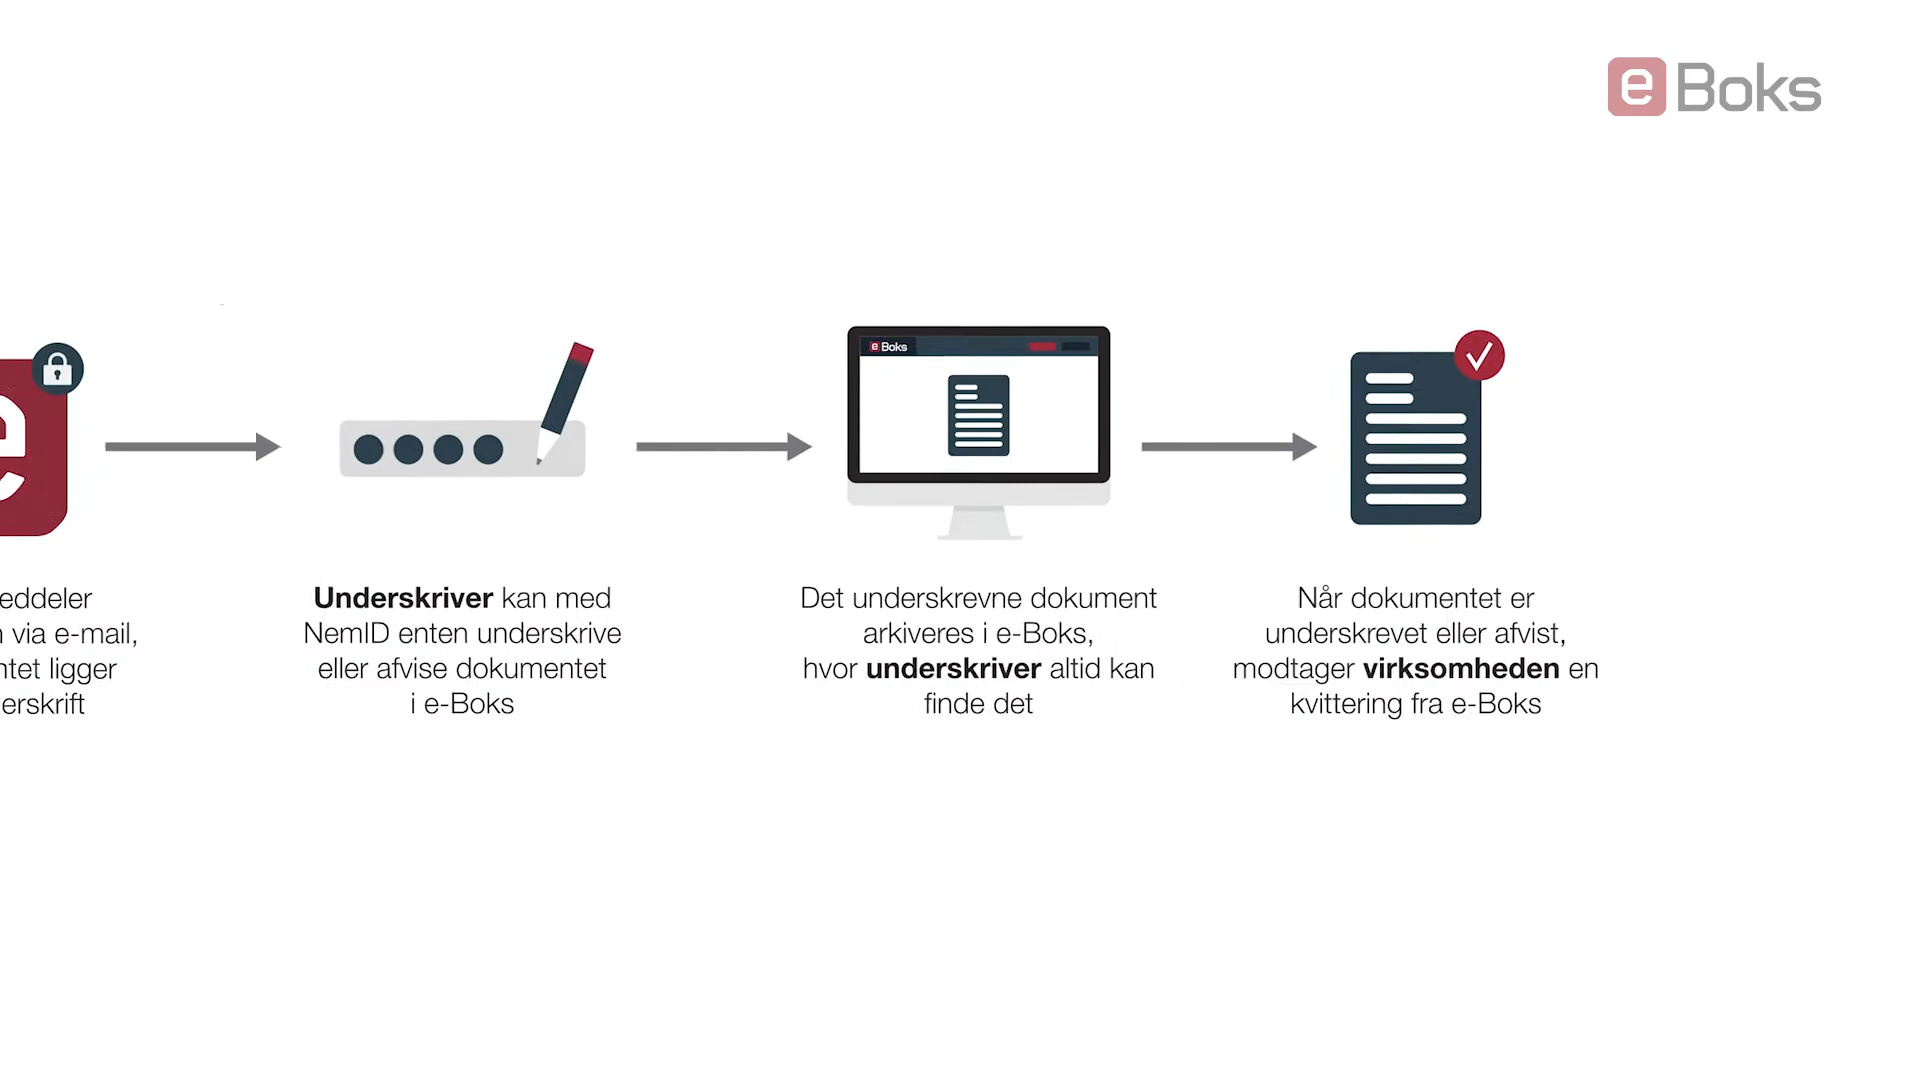 e Boks
e
e Boks
eddeler
via e-mail,
ntet ligger
erskrift
Underskriver kan med
NemID enten underskrive
eller afvise dokumentet
i e-Boks
Det underskrevne dokument
arkiveres i e-Boks,
hvor underskriver altid kan
finde det
Når dokumentet er
underskrevet eller afvist,
modtager virksomheden en
kvittering fra e-Boks